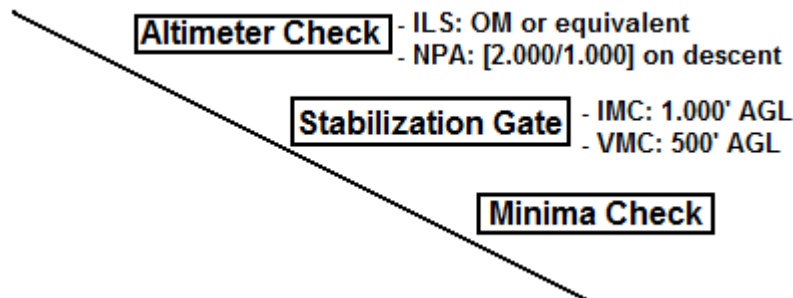 Altimeter Check
- ILS: OM or equivalent
- NPA: [2.000/1.000] on descent
Stabilization Gate
- IMC: 1.000' AGL
- VMC: 500' AGL
Minima Check